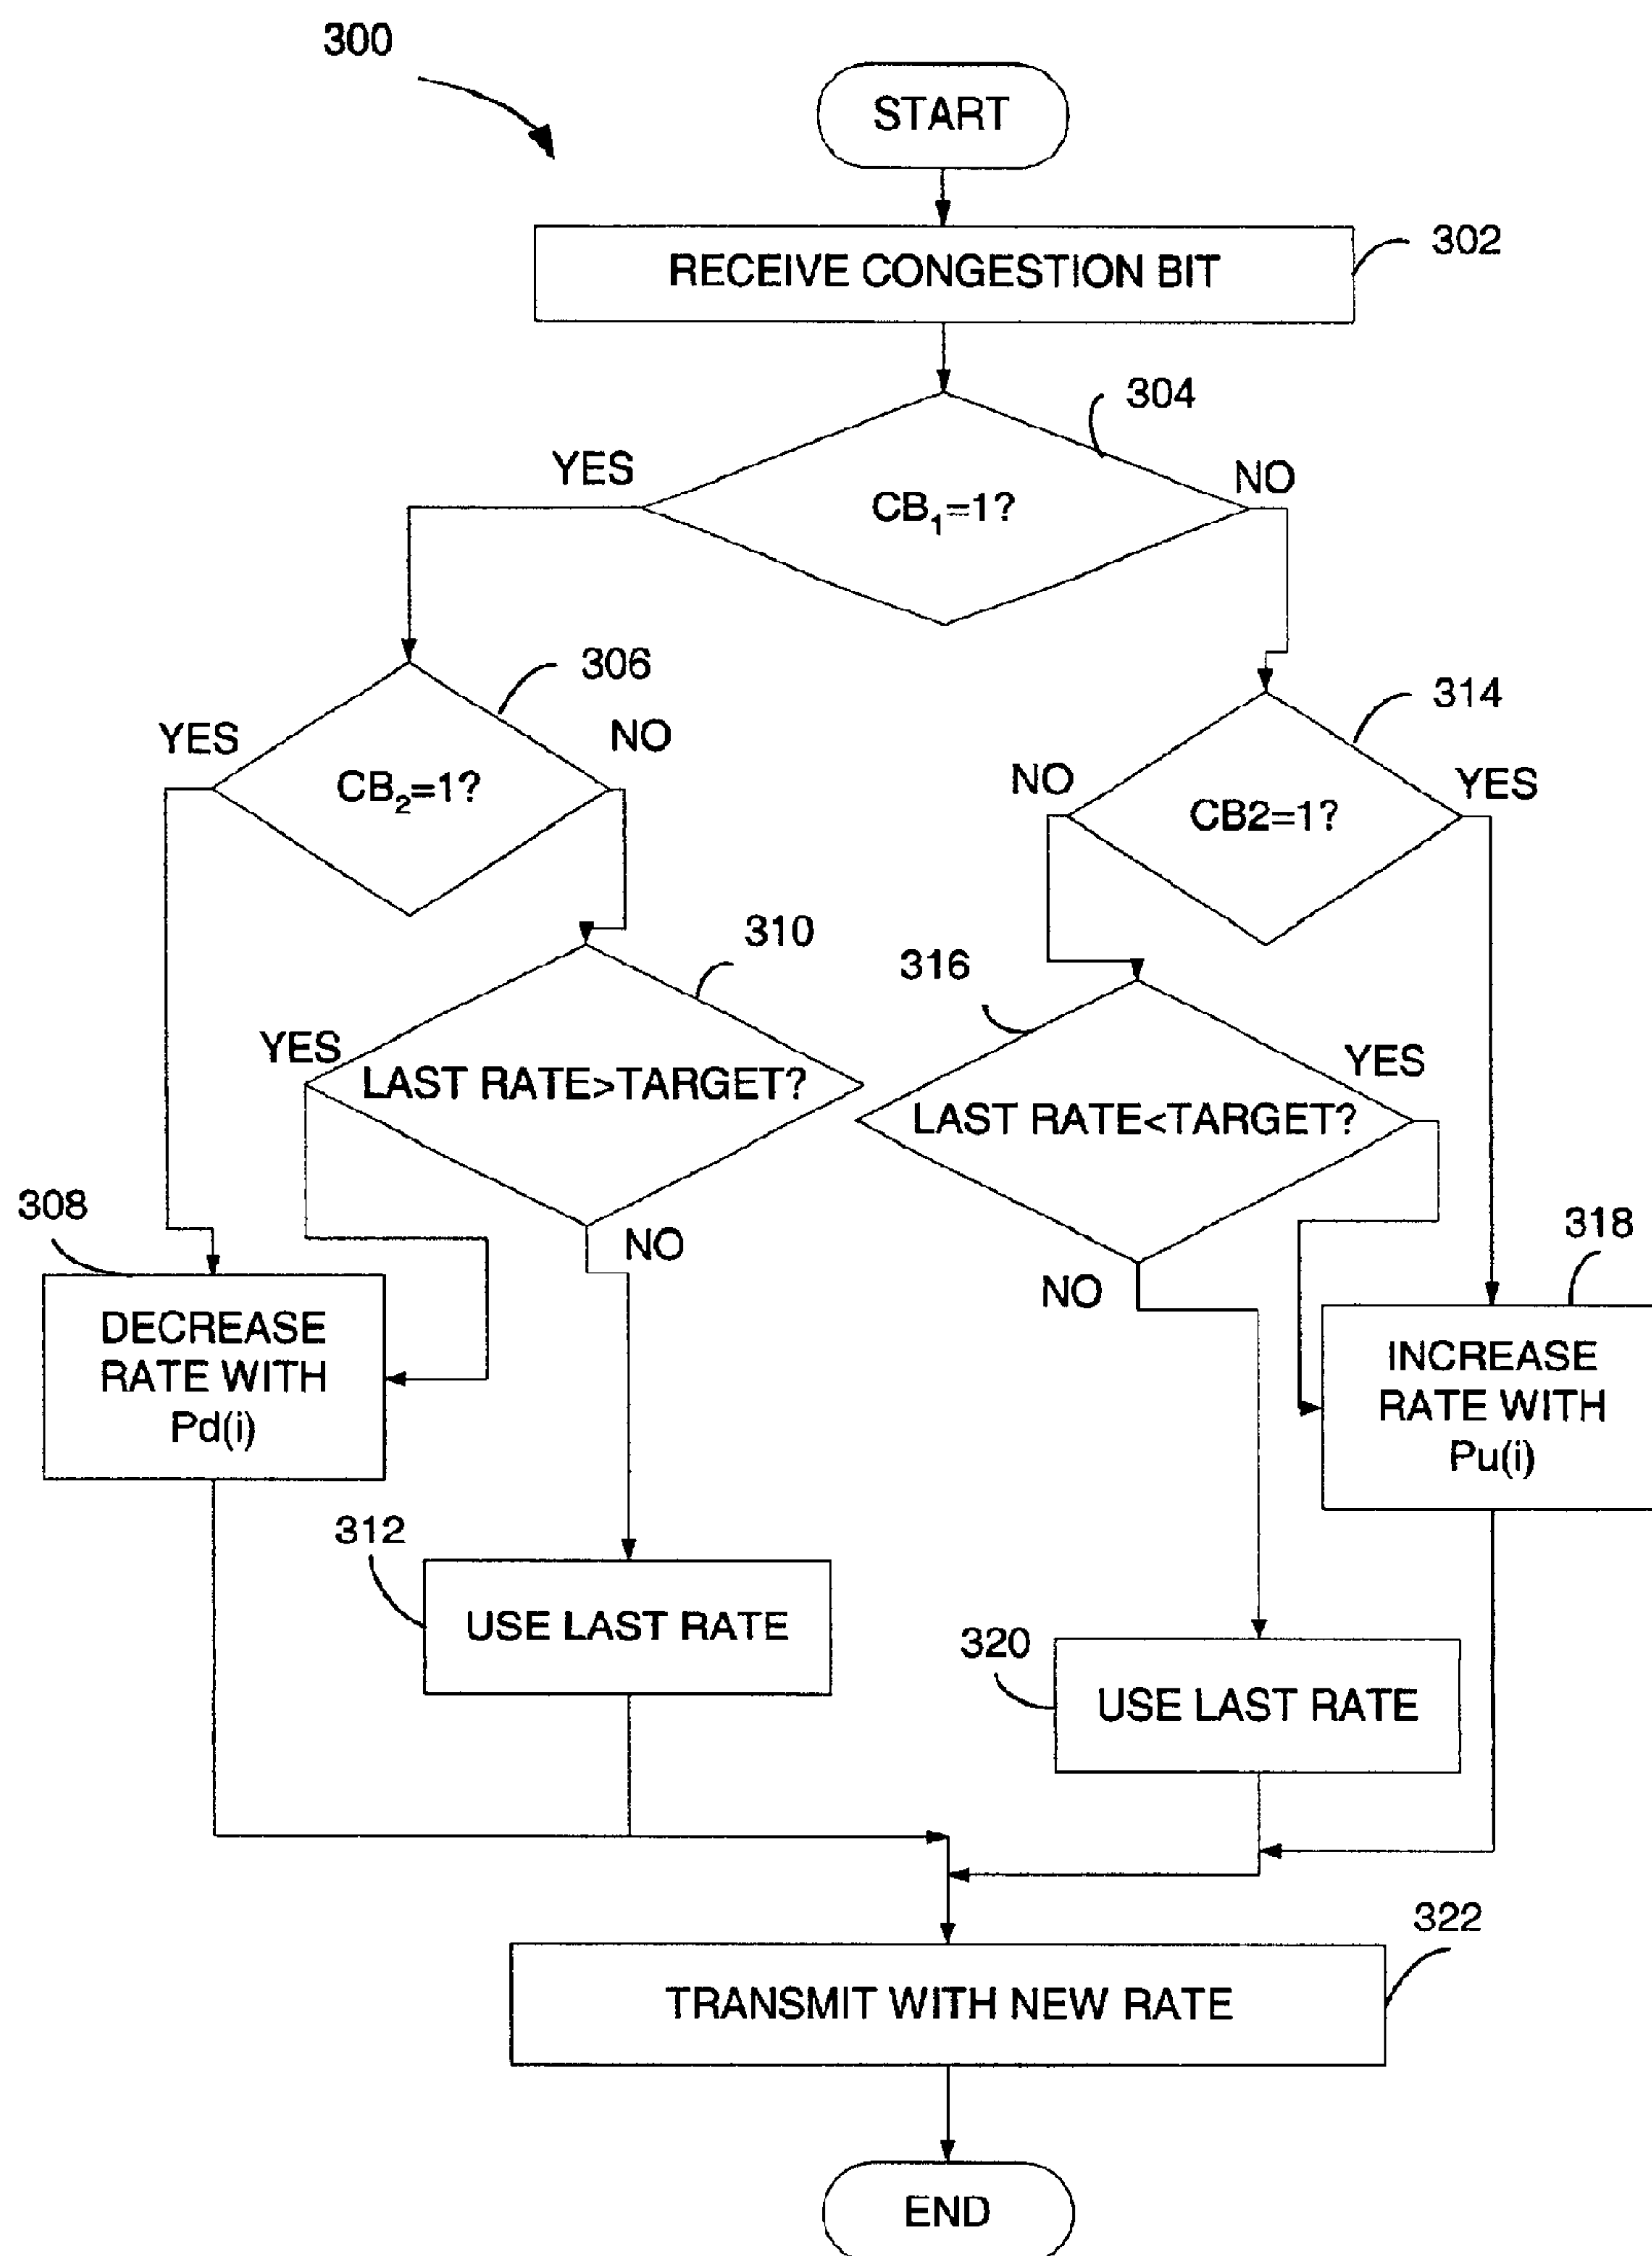 300
START
RECEIVE CONGESTION BIT
302
304
YES
NO
CB₁=1?
306
314
YES
NO
CB₂=1?
NO
YES
CB2=1?
310
316
YES
LAST RATE>TARGET?
YES
LAST RATE<TARGET?
308
NO
318
NO
DECREASE
RATE WITH
Pd(i)
INCREASE
RATE WITH
Pu(i)
312
USE LAST RATE
320
USE LAST RATE
322
TRANSMIT WITH NEW RATE
END